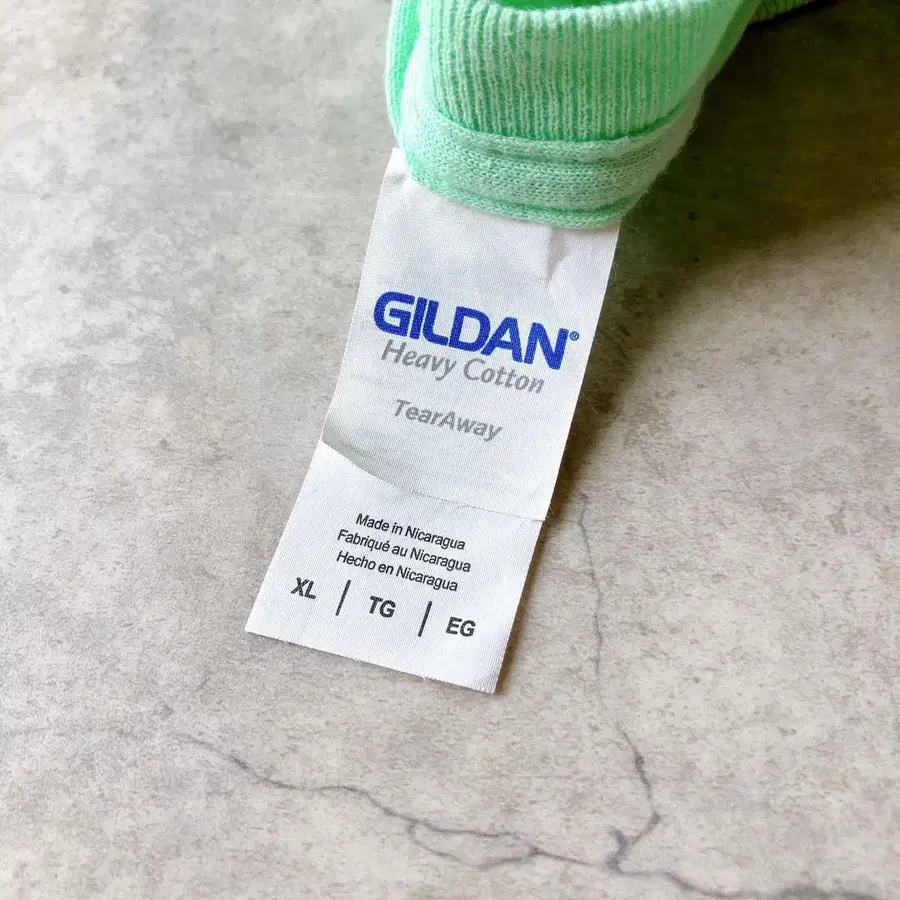 GILDAN®
Heavy Cotton
TearAway
Made in Nicaragua
Fabriqué au Nicaragua
Hecho en Nicaragua
XL | TG | EG